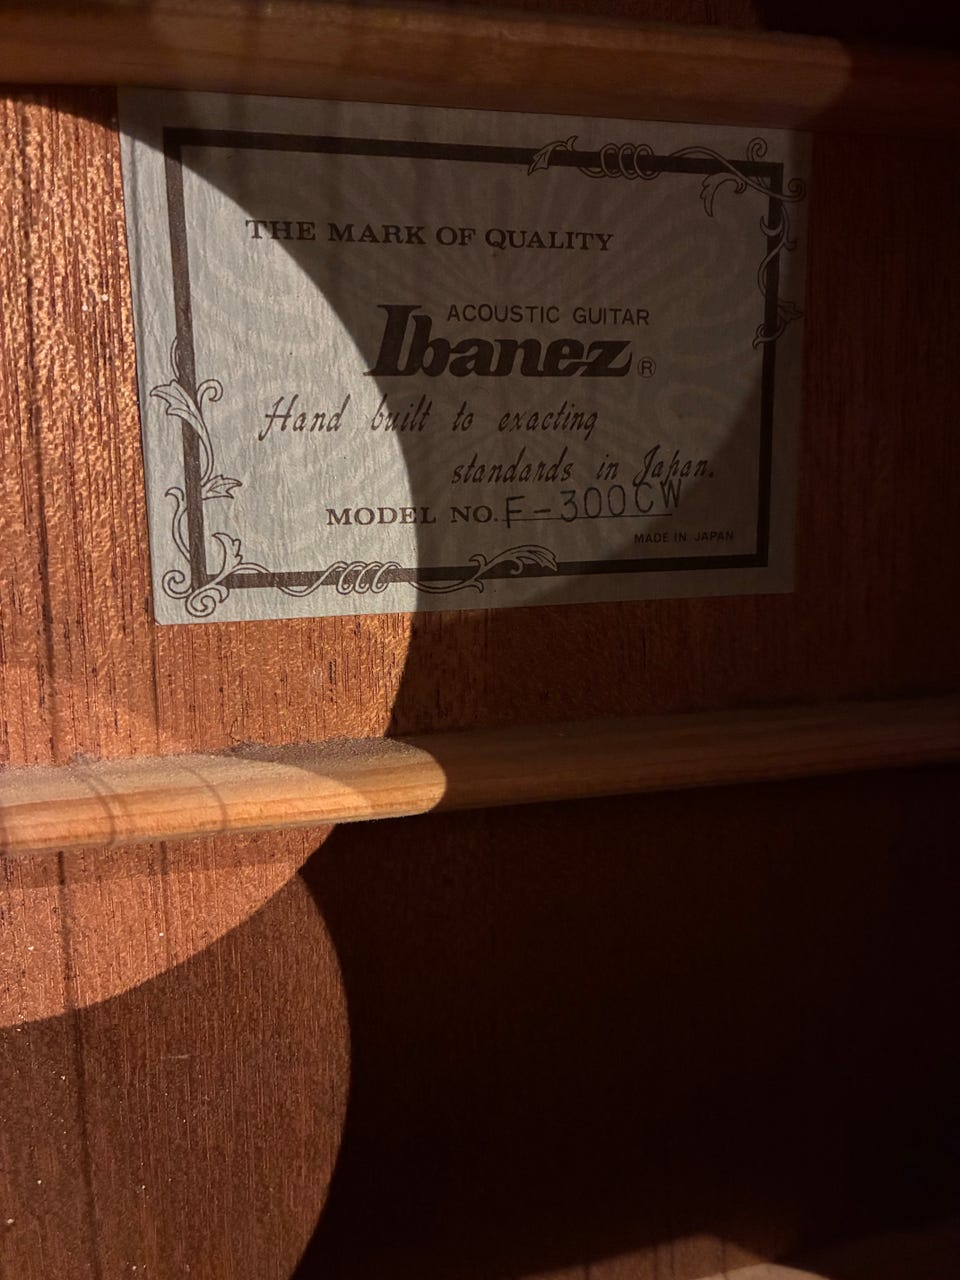 THE MARK OF QUALITY
ACOUSTIC GUITAR
Ibanez®
Hand built to exacting
standards in Japan.
MODEL NO. F-300CW
MADE IN JAPAN